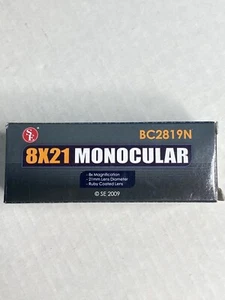 SE
BC2819N
8X21 MONOCULAR
- 8x Magnification
- 21mm Lens Diameter
- Ruby Coated Lens
© SE 2009